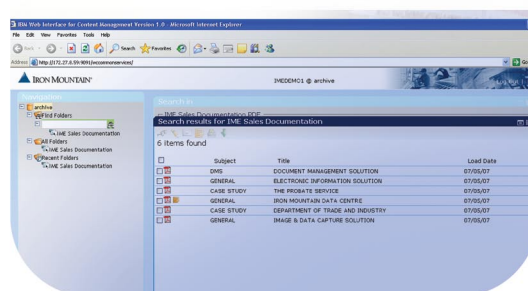 BIN Web Interface for Content Management Version 1.0 - Microsoft Internet Explorer
File Edit View Favorites Tools Help
Back Search Favorites
Address http://172.27.8.59:9091/wccommonservices/ Go
IRON MOUNTAIN® IMEDEMO1 @ archive Log
Navigation
archive
Find Folders
IME Sales Documentation
All Folders
IME Sales Documentation
Recent Folders
IME Sales Documentation
Search in
IME Sales Documentation PDF
Search results for IME Sales Documentation
6 items found
Subject Title Load Date
DMS DOCUMENT MANAGEMENT SOLUTION 07/05/07
GENERAL ELECTRONIC INFORMATION SOLUTION 07/05/07
CASE STUDY THE PROBATE SERVICE 07/05/07
GENERAL IRON MOUNTAIN DATA CENTRE 07/05/07
CASE STUDY DEPARTMENT OF TRADE AND INDUSTRY 07/05/07
GENERAL IMAGE & DATA CAPTURE SOLUTION 07/05/07